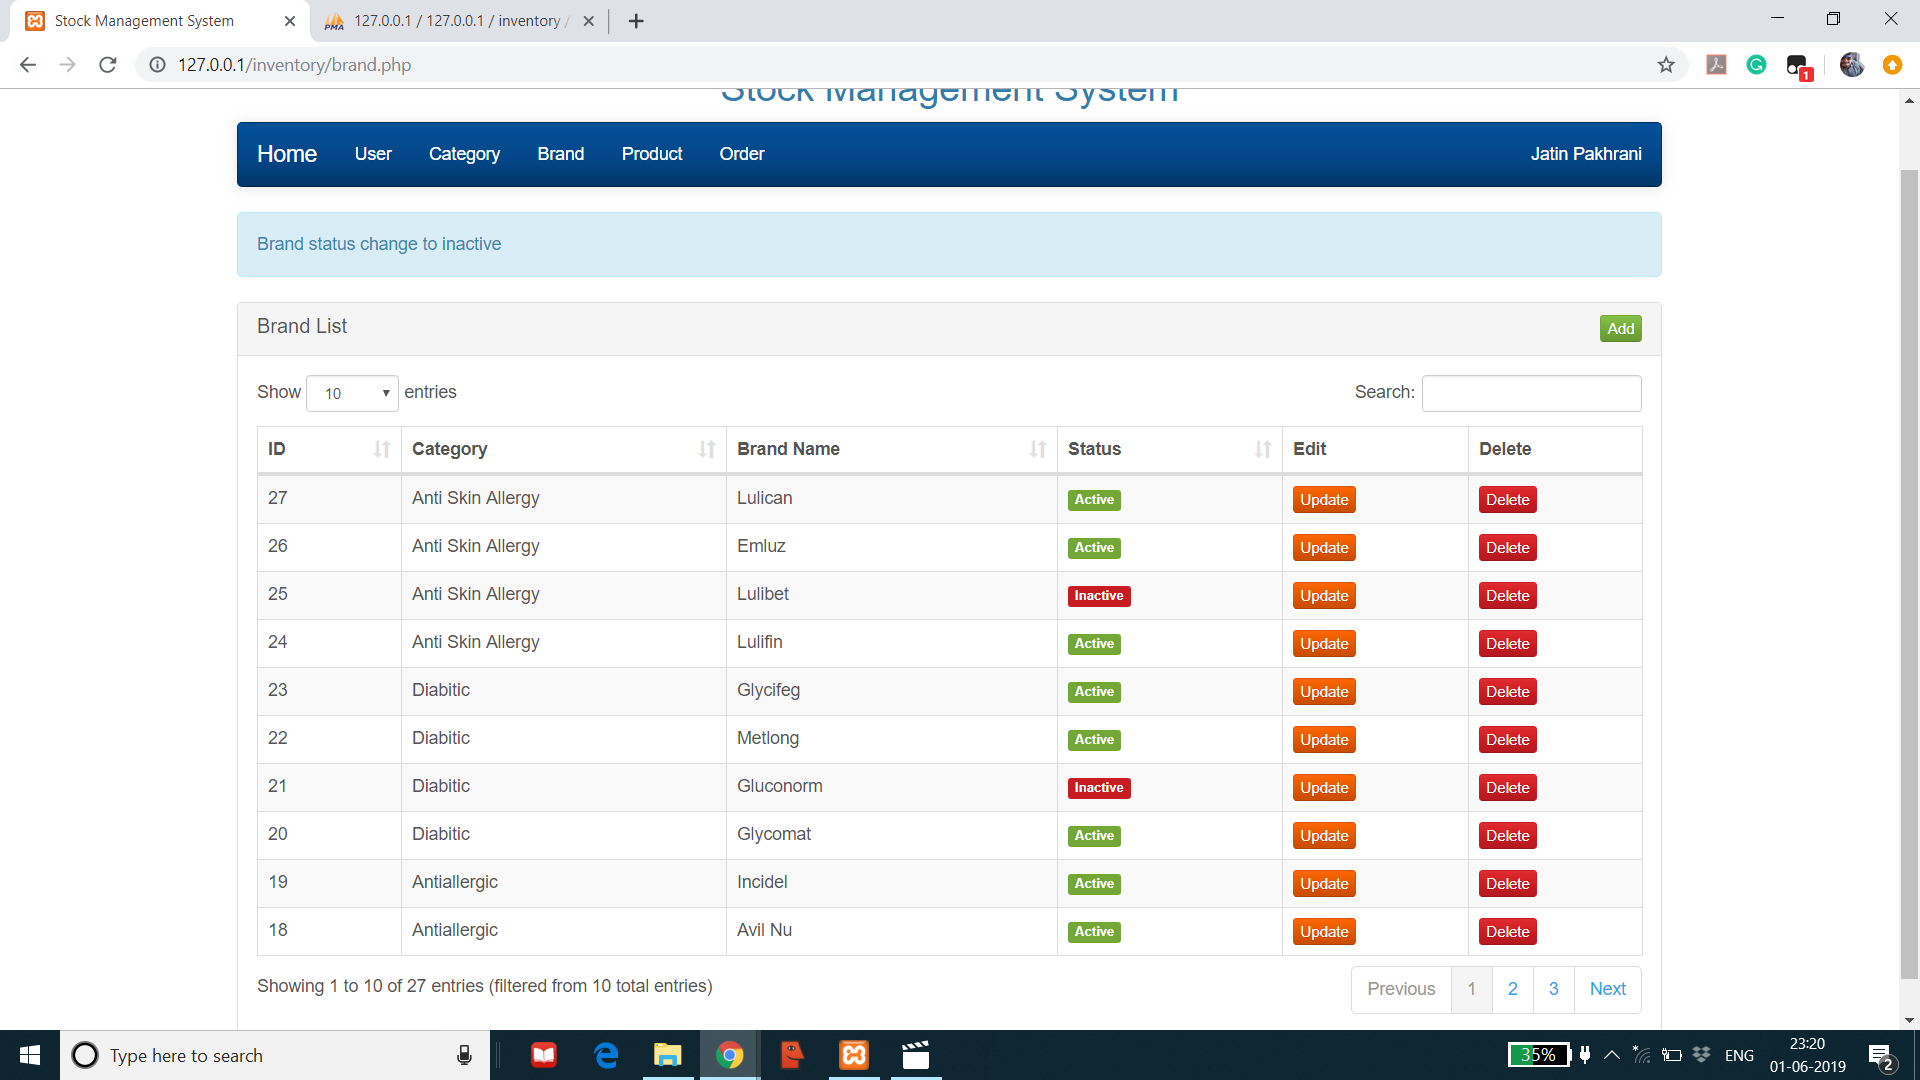 Stock Management System
127.0.0.1 / 127.0.0.1 / inventory /
127.0.0.1/inventory/brand.php
1
Stock Management System
Home User Category Brand Product Order Jatin Pakhrani
Brand status change to inactive
Brand List Add
Show 10 entries Search:
ID Category Brand Name Status Edit Delete
27 Anti Skin Allergy Lulican Active Update Delete
26 Anti Skin Allergy Emluz Active Update Delete
25 Anti Skin Allergy Lulibet Inactive Update Delete
24 Anti Skin Allergy Lulifin Active Update Delete
23 Diabitic Glycifeg Active Update Delete
22 Diabitic Metlong Active Update Delete
21 Diabitic Gluconorm Inactive Update Delete
20 Diabitic Glycomat Active Update Delete
19 Antiallergic Incidel Active Update Delete
18 Antiallergic Avil Nu Active Update Delete
Showing 1 to 10 of 27 entries (filtered from 10 total entries) Previous 1 2 3 Next
Type here to search
35% ENG
23:20
01-06-2019
2
PMA